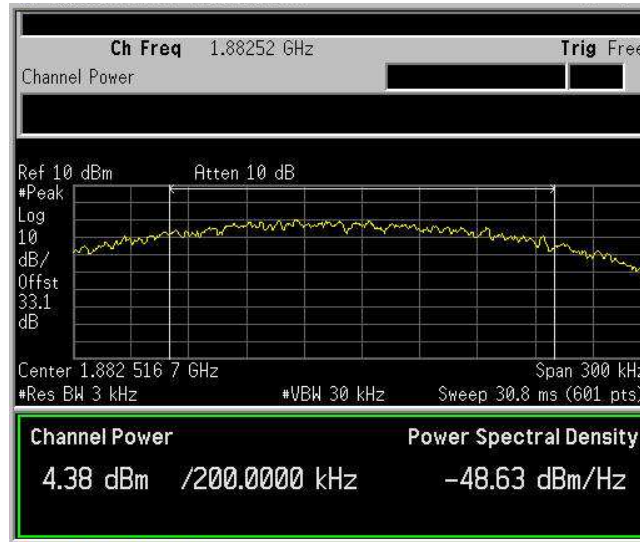 Ch Freq 1.88252 GHz Trig Free
Channel Power
Ref 10 dBm Atten 10 dB
#Peak
Log
10
dB/
Offst
33.1
dB
Center 1.882 516 7 GHz Span 300 kHz
#Res BW 3 kHz #VBW 30 kHz Sweep 30.8 ms (601 pts)
Channel Power Power Spectral Density
4.38 dBm /200.0000 kHz -48.63 dBm/Hz